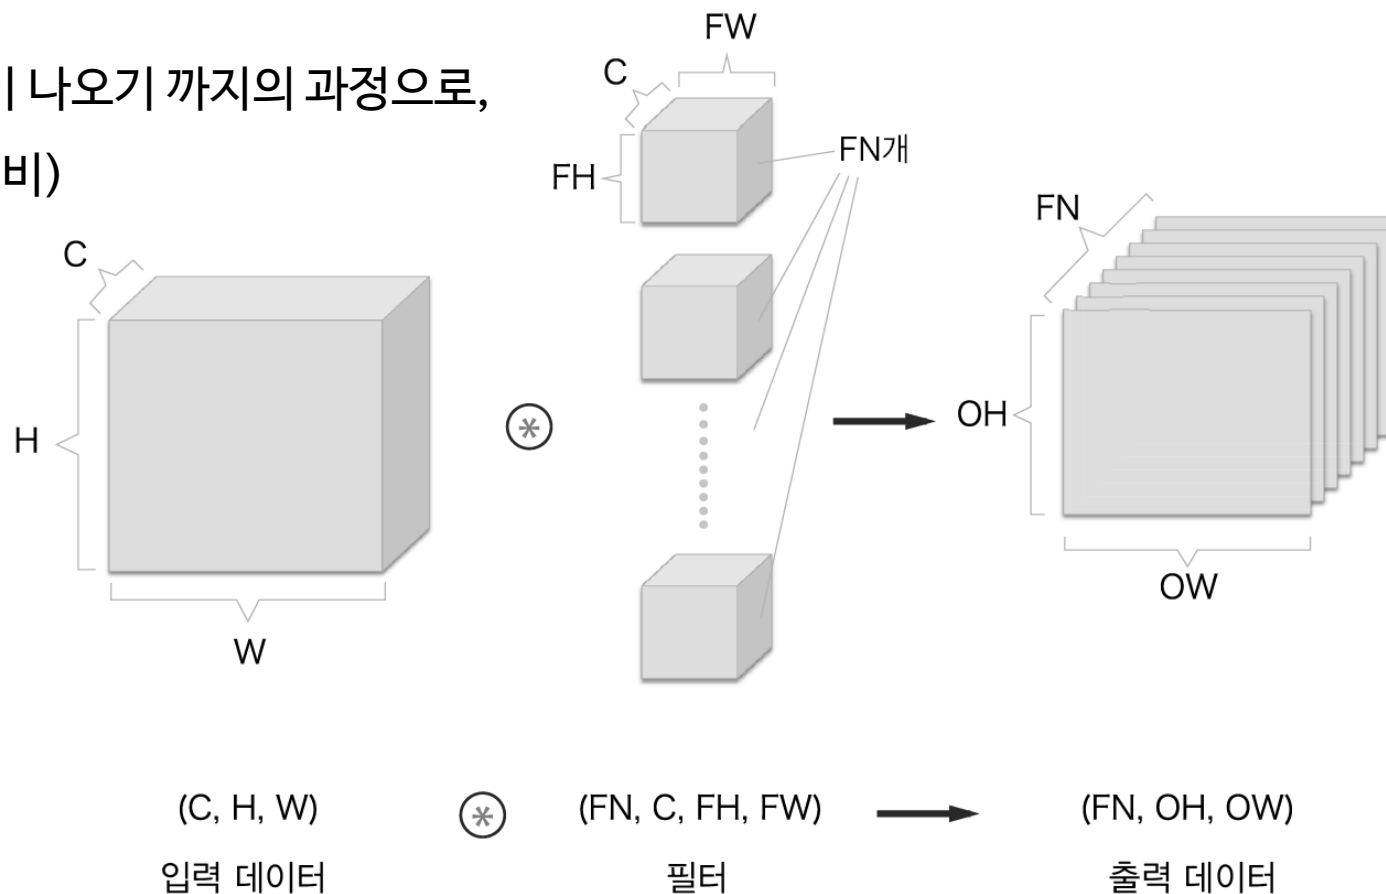 나오기 까지의 과정으로,
비)
FW
C
FH
FN개
FN
C
H
OH
OW
W
(C, H, W)
(FN, C, FH, FW)
(FN, OH, OW)
입력 데이터
필터
출력 데이터